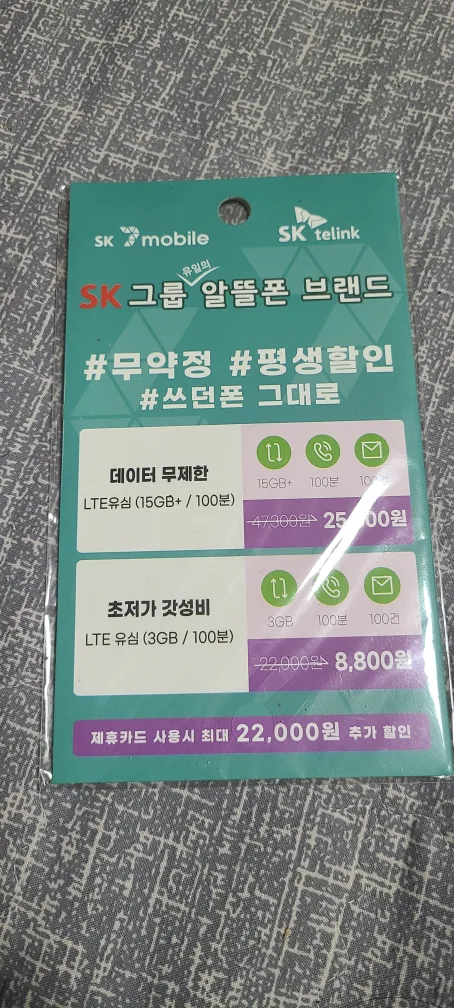 SK 7mobile
SK telink
유일의
SK 그룹 알뜰폰 브랜드
#무약정 #평생할인
#쓰던폰 그대로
데이터 무제한
LTE유심 (15GB+ / 100분)
15GB+ 100분
47,300원
초저가 갓성비
LTE 유심 (3GB / 100분)
3GB 100분 100건
22,000원 8,800원
제휴카드 사용시 최대 22,000원 추가 할인